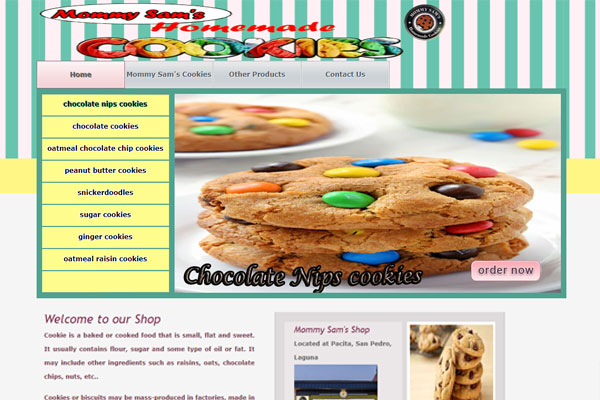 Mommy Sam's
Homemade
COOKIES
MOMMY SAM'S
Home
Mommy Sam's Cookies
Other Products
Contact Us
chocolate nips cookies
chocolate cookies
oatmeal chocolate chip cookies
peanut butter cookies
snickerdoodles
sugar cookies
ginger cookies
oatmeal raisin cookies
Chocolate Nips cookies
order now
Welcome to our Shop
Cookie is a baked or cooked food that is small, flat and sweet.
It usually contains flour, sugar and some type of oil or fat. It
may include other ingredients such as raisins, oats, chocolate
chips, nuts, etc..
Cookies or biscuits may be mass-produced in factories, made in
Mommy Sam's Shop
Located at Pacita, San Pedro,
Laguna